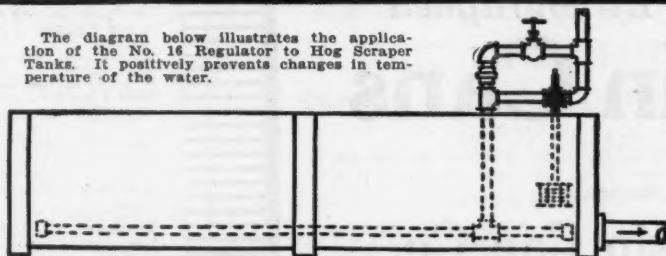 The diagram below illustrates the applica-
tion of the No. 16 Regulator to Hog Scraper
Tanks. It positively prevents changes in tem-
perature of the water.